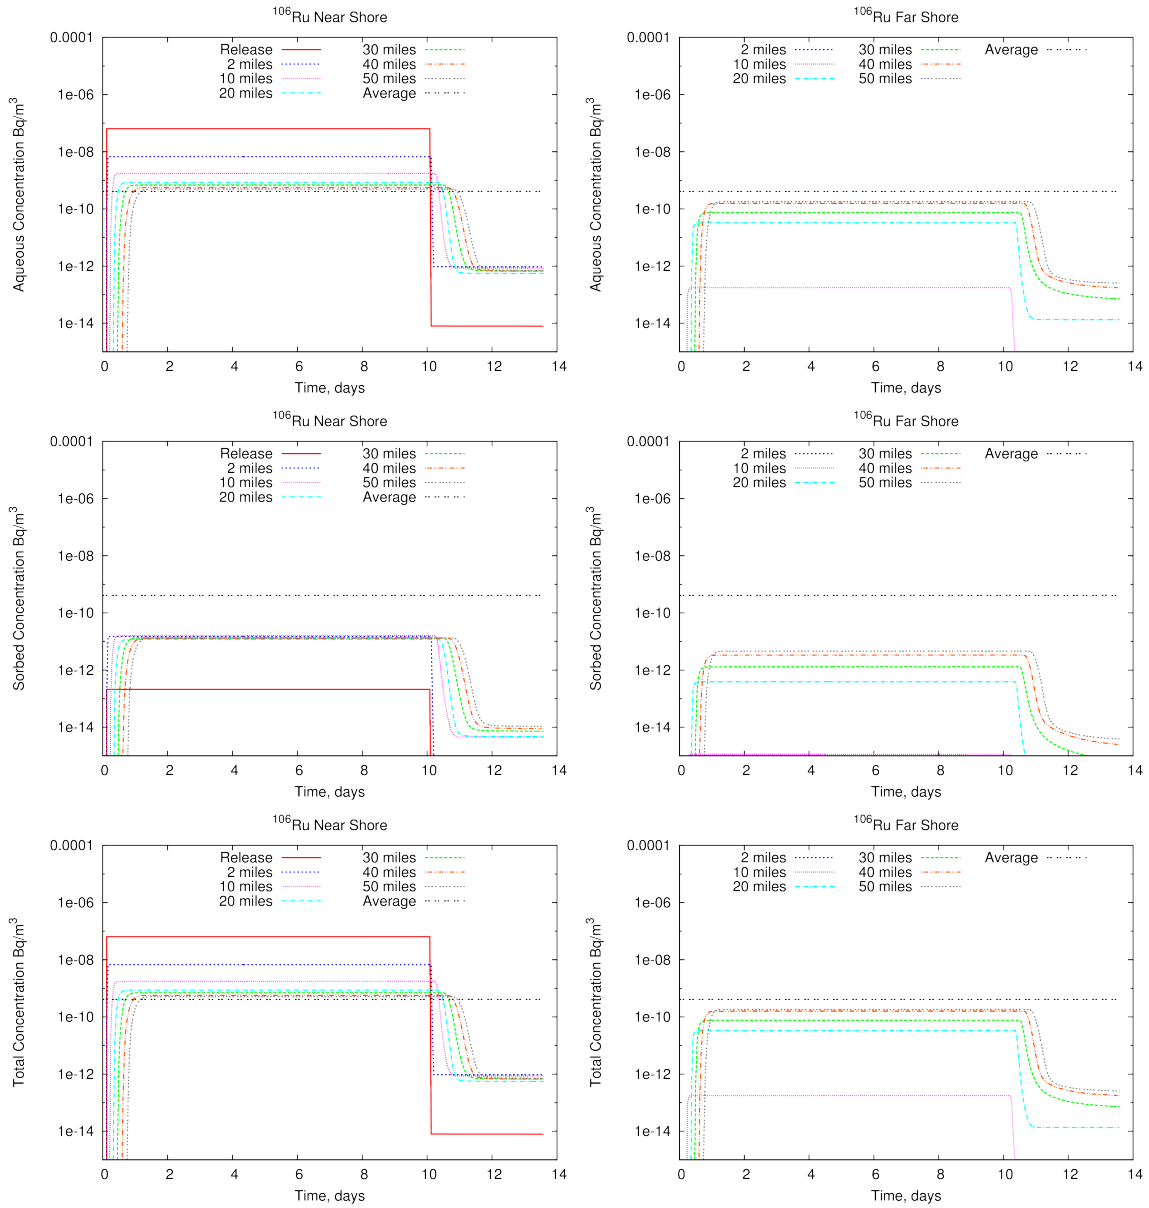 106Ru Near Shore
Aqueous Concentration Bq/m3
0.0001
1e-06
1e-08
1e-10
1e-12
1e-14
Release
2 miles
10 miles
20 miles
30 miles
40 miles
50 miles
Average
0 2 4 6 8 10 12 14
Time, days
106Ru Far Shore
Aqueous Concentration Bq/m3
0.0001
1e-06
1e-08
1e-10
1e-12
1e-14
2 miles
10 miles
20 miles
30 miles
40 miles
50 miles
Average
0 2 4 6 8 10 12 14
Time, days
106Ru Near Shore
Sorbed Concentration Bq/m3
0.0001
1e-06
1e-08
1e-10
1e-12
1e-14
Release
2 miles
10 miles
20 miles
30 miles
40 miles
50 miles
Average
0 2 4 6 8 10 12 14
Time, days
106Ru Far Shore
Sorbed Concentration Bq/m3
0.0001
1e-06
1e-08
1e-10
1e-12
1e-14
2 miles
10 miles
20 miles
30 miles
40 miles
50 miles
Average
0 2 4 6 8 10 12 14
Time, days
106Ru Near Shore
Total Concentration Bq/m3
0.0001
1e-06
1e-08
1e-10
1e-12
1e-14
Release
2 miles
10 miles
20 miles
30 miles
40 miles
50 miles
Average
0 2 4 6 8 10 12 14
Time, days
106Ru Far Shore
Total Concentration Bq/m3
0.0001
1e-06
1e-08
1e-10
1e-12
1e-14
2 miles
10 miles
20 miles
30 miles
40 miles
50 miles
Average
0 2 4 6 8 10 12 14
Time, days